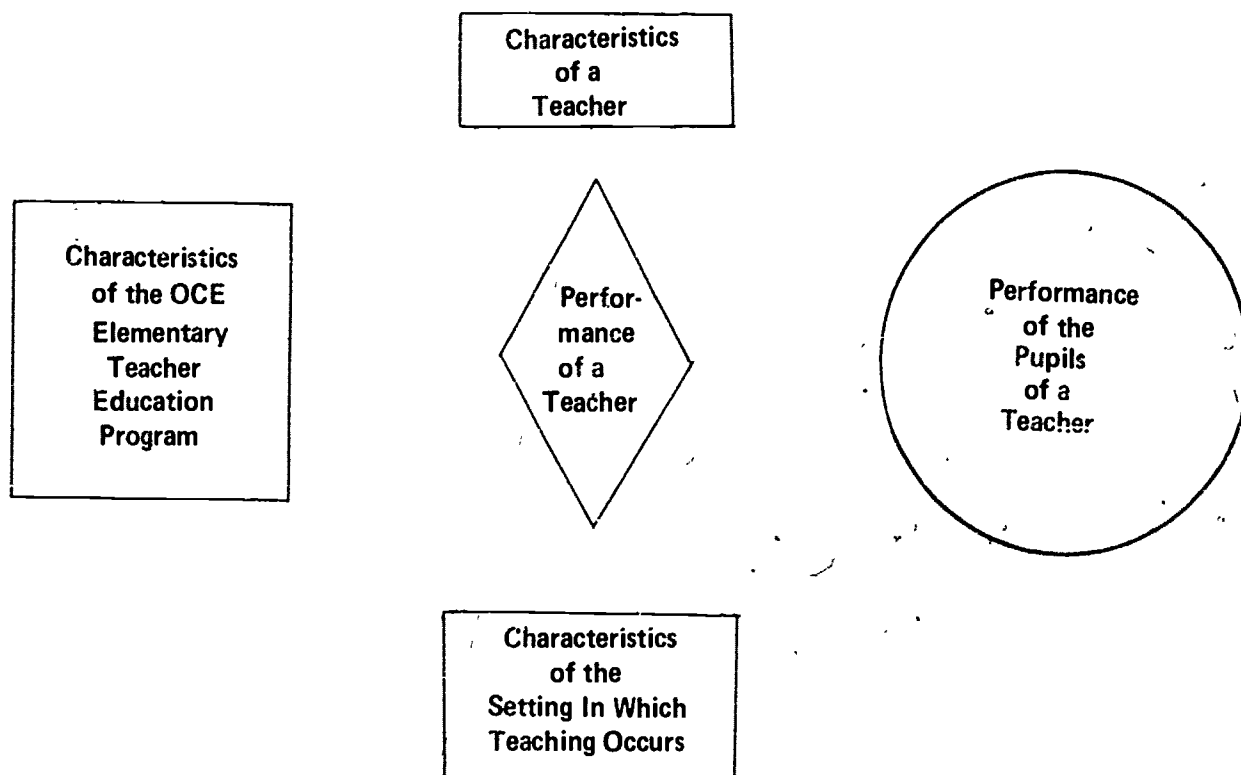 Characteristics
of a
Teacher
Characteristics
of the OCE
Elementary
Teacher
Education
Program
Perfor-
mance
of a
Teacher
Performance
of the
Pupils
of a
Teacher
Characteristics
of the
Setting In Which
Teaching Occurs